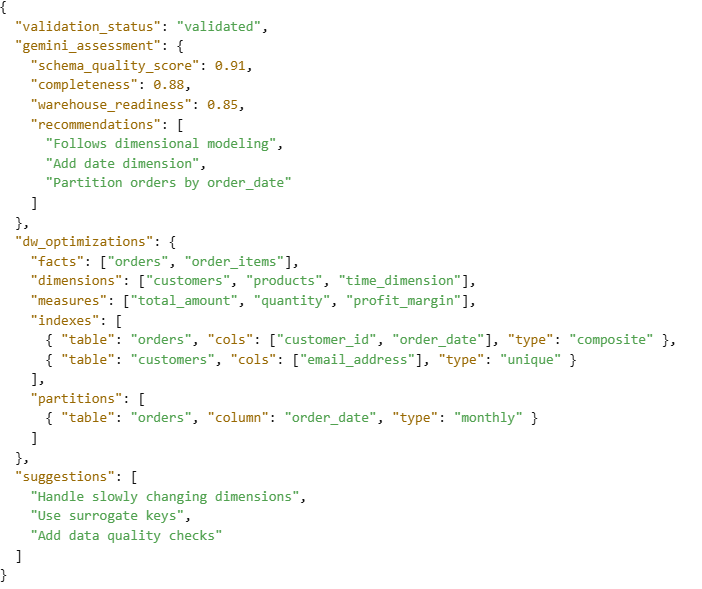 {
  "validation_status": "validated",
  "gemini_assessment": {
    "schema_quality_score": 0.91,
    "completeness": 0.88,
    "warehouse_readiness": 0.85,
    "recommendations": [
      "Follows dimensional modeling",
      "Add date dimension",
      "Partition orders by order_date"
    ]
  },
  "dw_optimizations": {
    "facts": ["orders", "order_items"],
    "dimensions": ["customers", "products", "time_dimension"],
    "measures": ["total_amount", "quantity", "profit_margin"],
    "indexes": [
      { "table": "orders", "cols": ["customer_id", "order_date"], "type": "composite" },
      { "table": "customers", "cols": ["email_address"], "type": "unique" }
    ],
    "partitions": [
      { "table": "orders", "column": "order_date", "type": "monthly" }
    ]
  },
  "suggestions": [
    "Handle slowly changing dimensions",
    "Use surrogate keys",
    "Add data quality checks"
  ]
}